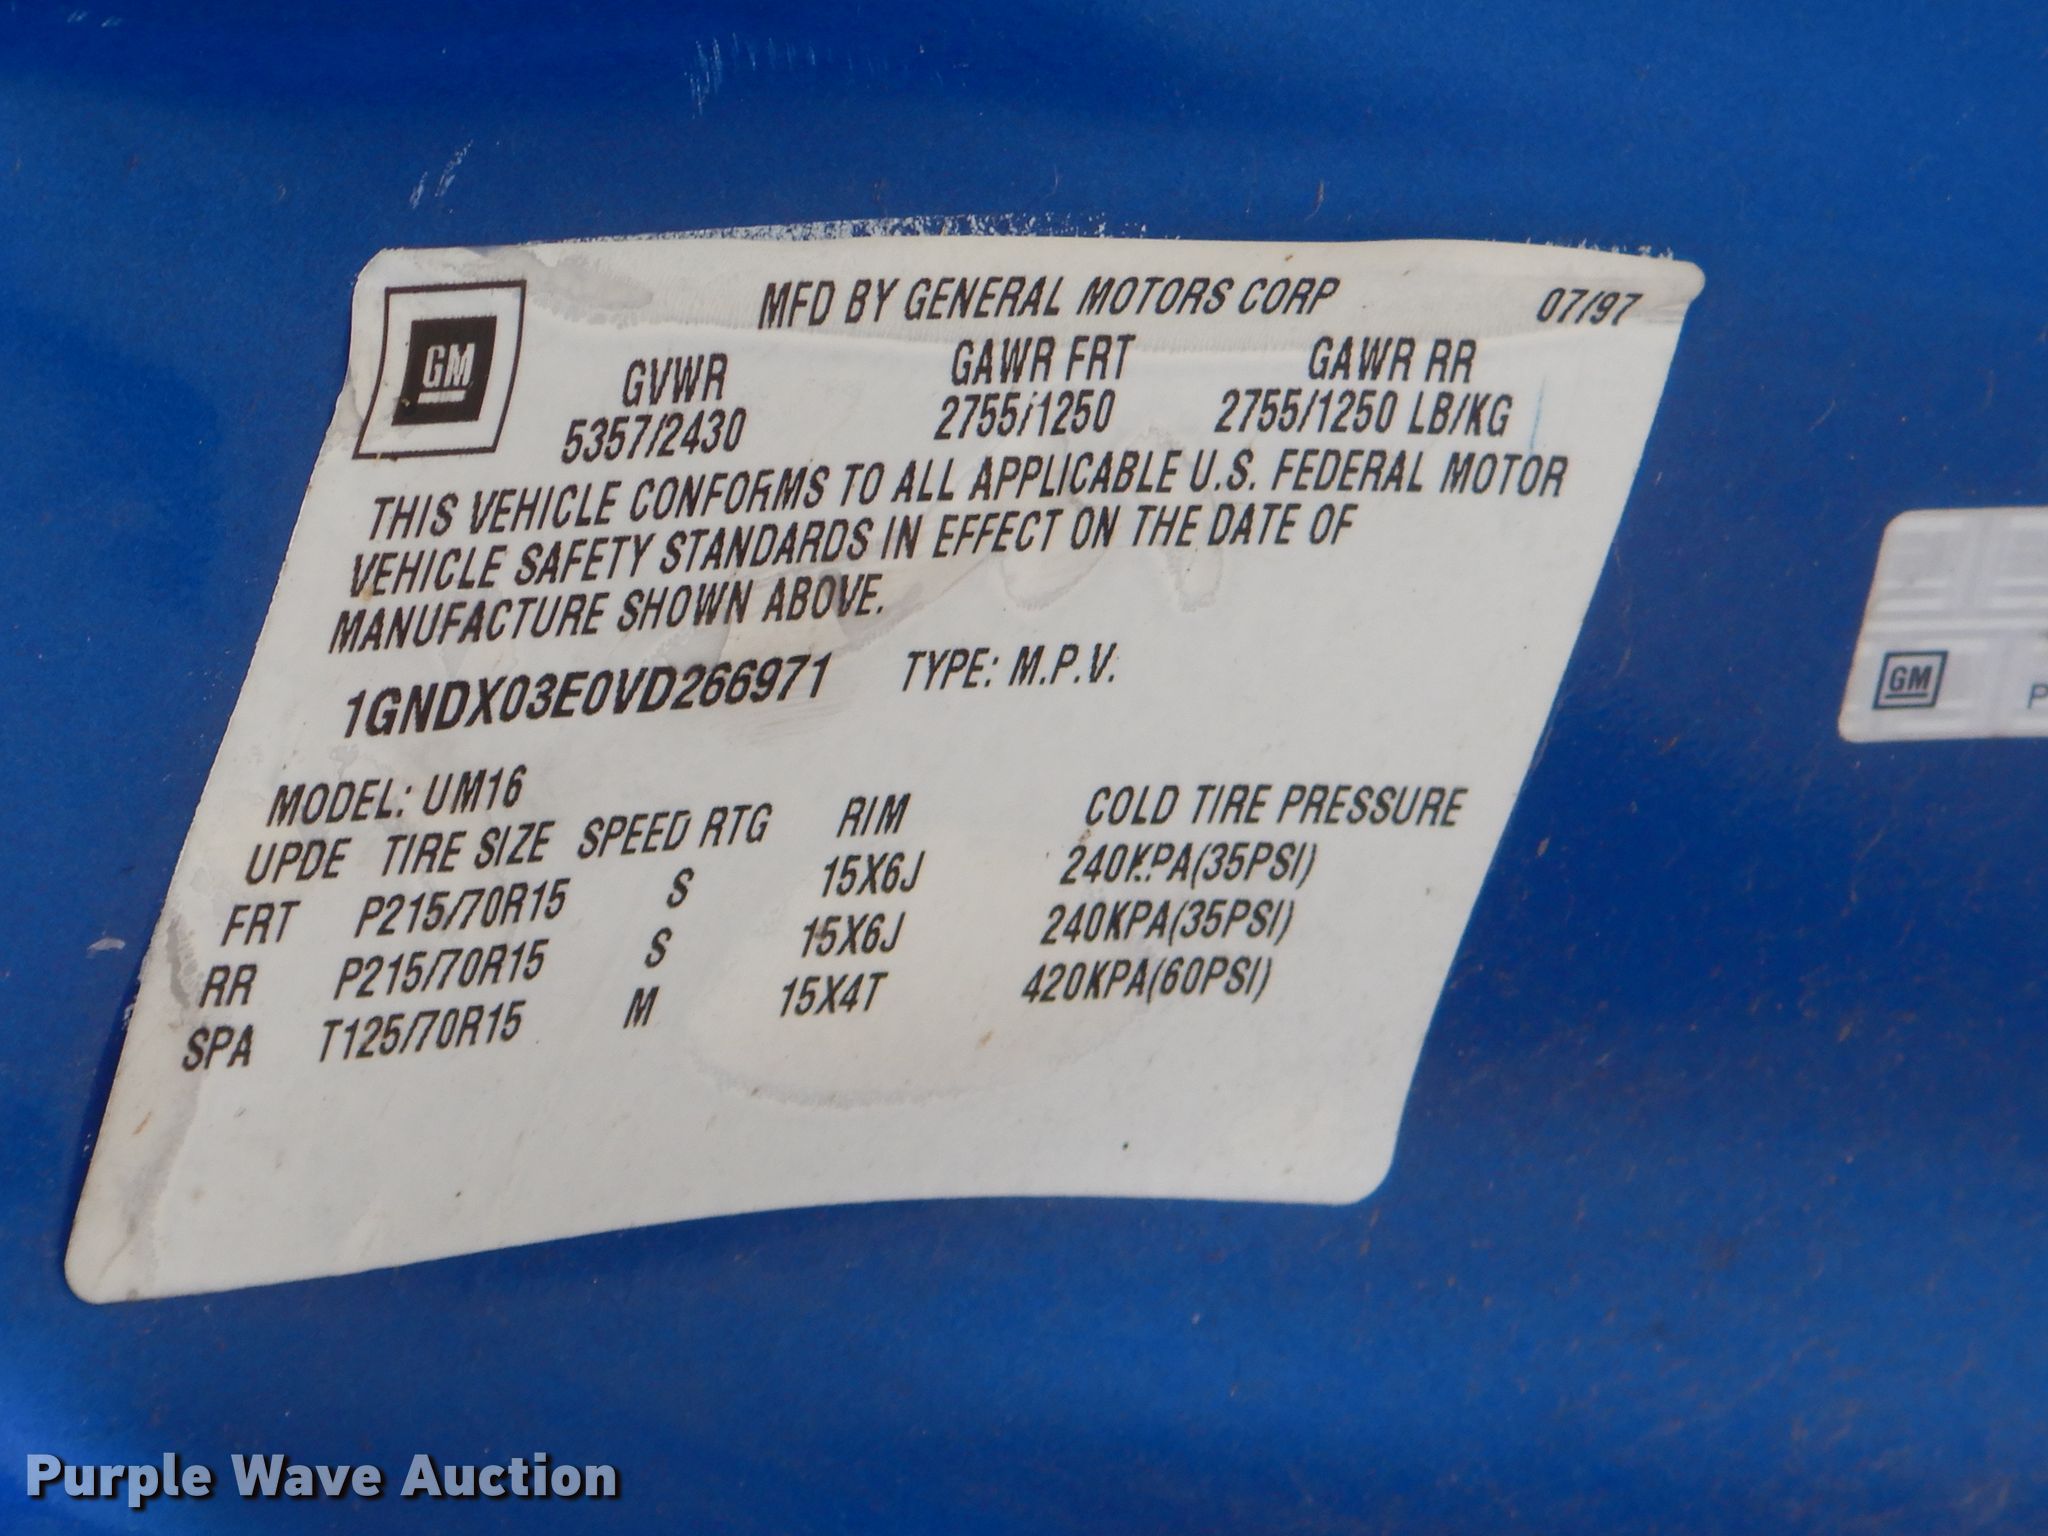 GM
MFD BY GENERAL MOTORS CORP 07/97
GVWR GAWR FRT GAWR RR
5357/2430 2755/1250 2755/1250 LB/KG
THIS VEHICLE CONFORMS TO ALL APPLICABLE U.S. FEDERAL MOTOR
VEHICLE SAFETY STANDARDS IN EFFECT ON THE DATE OF
MANUFACTURE SHOWN ABOVE.
1GNDX03E0VD266971 TYPE: M.P.V.
MODEL: UM16
UPDE TIRE SIZE SPEED RTG RIM COLD TIRE PRESSURE
FRT P215/70R15 S 15X6J 240KPA(35PSI)
RR P215/70R15 S 15X6J 240KPA(35PSI)
SPA T125/70R15 M 15X4T 420KPA(60PSI)
GM P
Purple Wave Auction